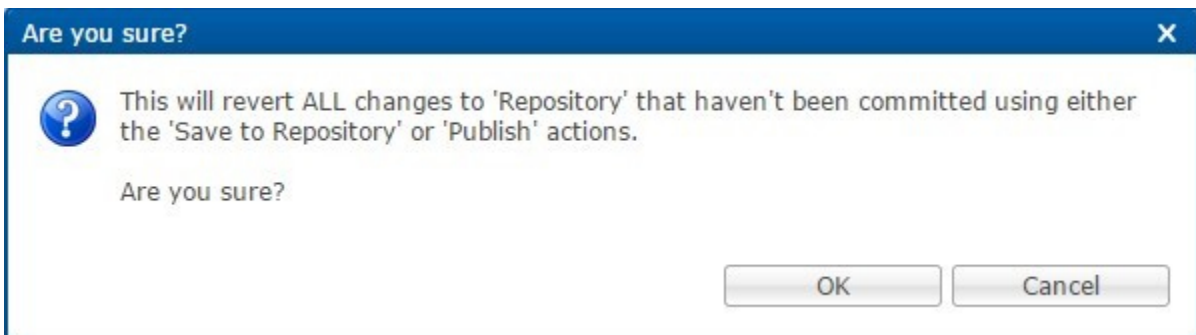 Are you sure?
This will revert ALL changes to 'Repository' that haven't been committed using either
the 'Save to Repository' or 'Publish' actions.
Are you sure?
OK
Cancel